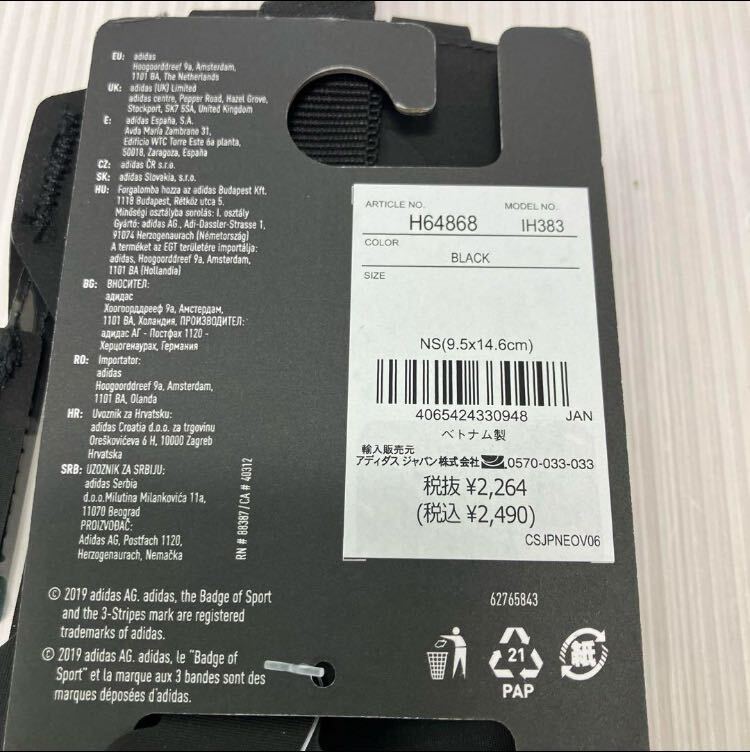 EU: adidas
Hoogoorddreef 9a, Amsterdam,
1101 BA, The Netherlands
UK: adidas (UK) Limited
adidas centre, Pepper Road, Hazel Grove,
Stockport, SK7 5SA, United Kingdom
E: adidas España, S.A.
Avda María Zambrano 31,
Edificio WTC Torre Este 6a planta,
50018, Zaragoza, España
CZ: adidas ČR s.r.o.
SK: adidas Slovakia, s.r.o.
HU: Forgalomba hozza az adidas Budapest Kft.
1118 Budapest, Rétköz utca 5.
Minőségi osztályba sorolás: I. osztály
Gyártó: adidas AG., Adi-Dassler-Strasse 1,
91074 Herzogenaurach (Németország)
A terméket az EGT területére importálja:
adidas, Hoogoorddreef 9a, Amsterdam,
1101 BA (Hollandia)
BG: ВНОСИТЕЛ:
адидас
Хоогоорддрееф 9a, Амстердам,
1101 BA, Холандия, ПРОИЗВОДИТЕЛ:
адидас АГ - Постфах 1120 -
Херцогенаурах, Германия
RO: Importator:
adidas
Hoogoorddreef 9a, Amsterdam,
1101 BA, Olanda
HR: Uvoznik za Hrvatsku:
adidas Croatia d.o.o. za trgovinu
Oreškovićeva 6 H, 10000 Zagreb
Hrvatska
SRB: UZOZNIK ZA SRBIJU:
adidas Serbia
d.o.o.Milutina Milankovića 11a,
11070 Beograd
PROIZVOĐAČ:
Adidas AG, Postfach 1120,
Herzogenaurach, Nemačka
RN # 88387/CA # 40312
© 2019 adidas AG. adidas, the Badge of Sport
and the 3-Stripes mark are registered
trademarks of adidas.
© 2019 adidas AG. adidas, le "Badge of
Sport" et la marque aux 3 bandes sont des
marques déposées d'adidas.
ARTICLE NO. MODEL NO.
H64868 IH383
COLOR
BLACK
SIZE
NS(9.5x14.6cm)
4065424330948 JAN
ベトナム製
輸入販売元
アディダス ジャパン株式会社 0570-033-033
税抜 ¥2,264
(税込 ¥2,490)
CSJPNEOV06
62765843
21
PAP
紙